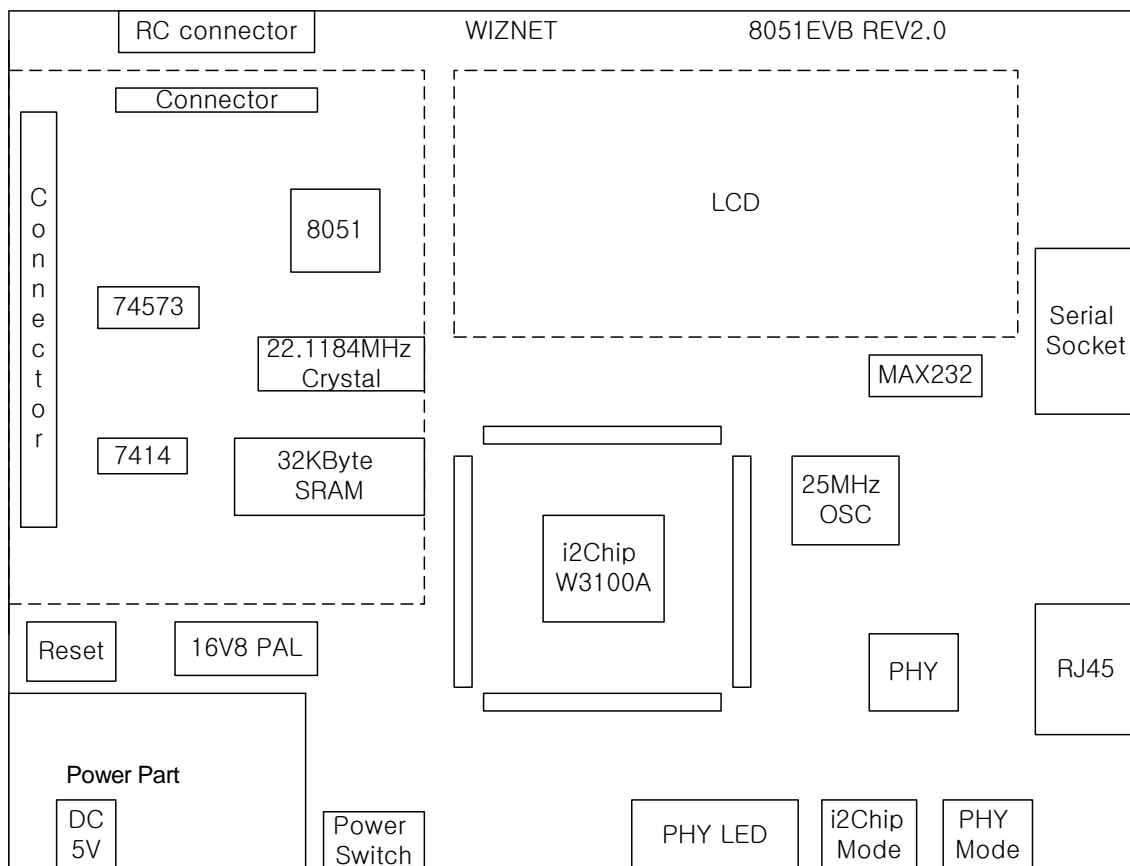 RC connector
WIZNET
8051EVB REV2.0
Connector
Connector
8051
LCD
74573
22.1184MHz
Crystal
Serial
Socket
MAX232
7414
32KByte
SRAM
25MHz
OSC
i2Chip
W3100A
Reset
16V8 PAL
PHY
RJ45
Power Part
DC
5V
Power
Switch
PHY LED
i2Chip
Mode
PHY
Mode